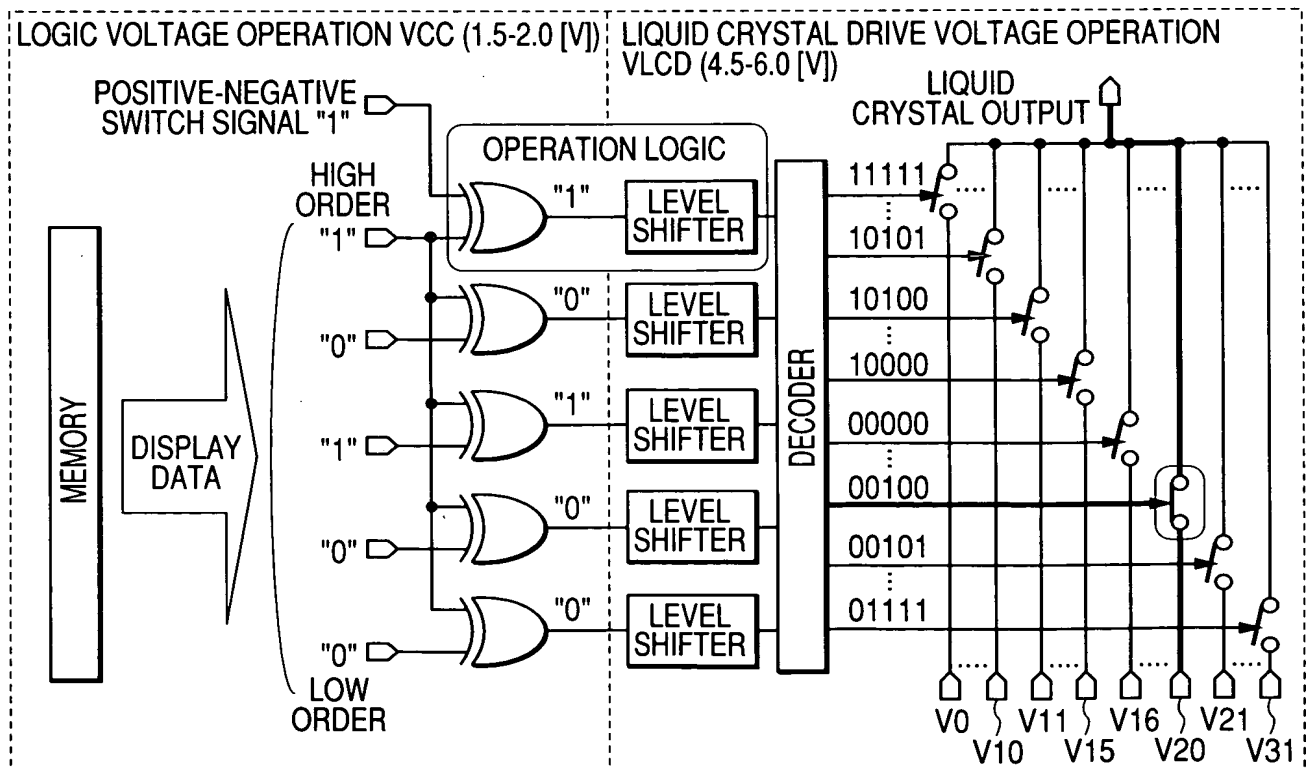 LOGIC VOLTAGE OPERATION VCC (1.5-2.0 [V])
LIQUID CRYSTAL DRIVE VOLTAGE OPERATION
VLCD (4.5-6.0 [V])
POSITIVE-NEGATIVE
SWITCH SIGNAL "1"
LIQUID
CRYSTAL OUTPUT
OPERATION LOGIC
HIGH
ORDER
"1"
"0"
"1"
"0"
"0"
LOW
ORDER
MEMORY
DISPLAY
DATA
"1"
"0"
"1"
"0"
"0"
LEVEL
SHIFTER
LEVEL
SHIFTER
LEVEL
SHIFTER
LEVEL
SHIFTER
LEVEL
SHIFTER
DECODER
11111
10101
10100
10000
00000
00100
00101
01111
V0
V10
V11
V15
V16
V20
V21
V31